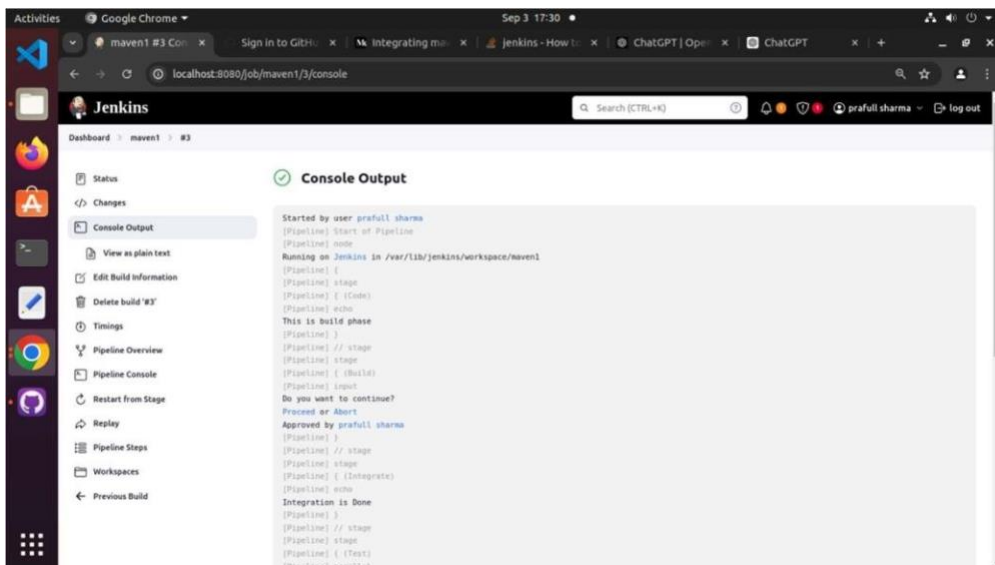 Activities
Google Chrome
Sep 3 17:30
maven1 #3 Con
Sign in to GitHu
Integrating ma
jenkins - How to
ChatGPT | Open
ChatGPT
localhost:8080/job/maven1/3/console
Jenkins
Search (CTRL+K)
prafull sharma
log out
Dashboard > maven1 > #3
Status
Changes
Console Output
View as plain text
Edit Build Information
Delete build '#3'
Timings
Pipeline Overview
Pipeline Console
Restart from Stage
Replay
Pipeline Steps
Workspaces
Previous Build
Console Output
Started by user prafull sharma
[Pipeline] Start of Pipeline
[Pipeline] node
Running on Jenkins in /var/lib/jenkins/workspace/maven1
[Pipeline] {
[Pipeline] stage
[Pipeline] { (Code)
[Pipeline] echo
This is build phase
[Pipeline] }
[Pipeline] // stage
[Pipeline] stage
[Pipeline] { (Build)
[Pipeline] input
Do you want to continue?
Proceed or Abort
Approved by prafull sharma
[Pipeline] }
[Pipeline] // stage
[Pipeline] stage
[Pipeline] { (Integrate)
[Pipeline] echo
Integration is Done
[Pipeline] }
[Pipeline] // stage
[Pipeline] stage
[Pipeline] { (Test)